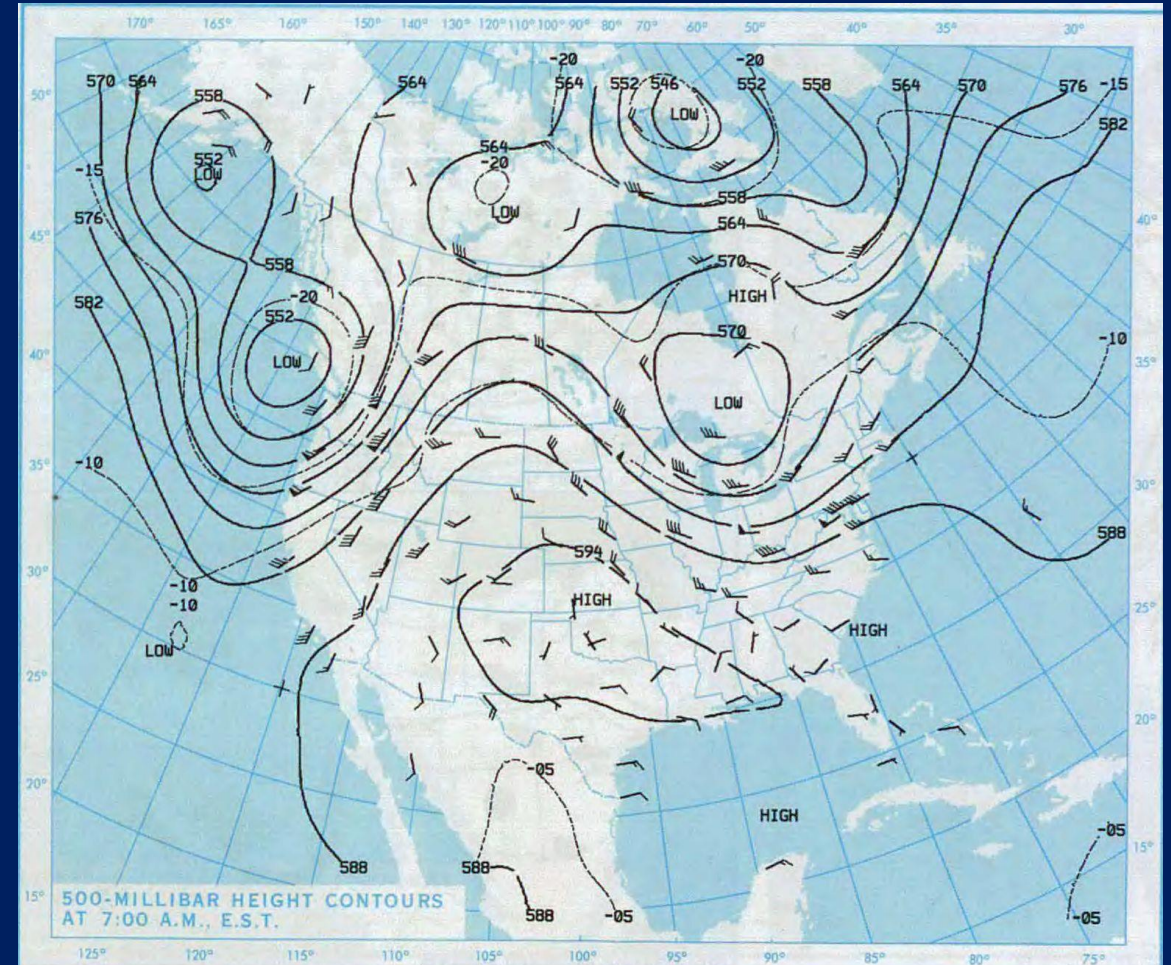 170° 165° 160° 150° 140° 130° 120° 110° 100° 90° 80° 70° 60° 50° 40° 35° 30°
-20 -20
570 564 558 564 564 552 546 552 558 564 570 576 -15
50°
LOW
582
564
552 -20
LOW
-15
558
LOW
576 564 40°
45°
558 570
-20 HIGH
582 552 570
-10
40° LOW 35°
LOW
-10
35°
30°
588
594
30° -10
-10 HIGH 25°
HIGH
LOW
25°
20°
-05
20°
HIGH
-05
15°
588 588
15° 500-MILLIBAR HEIGHT CONTOURS
AT 7:00 A.M., E.S.T.
588 -05 -05
125° 120° 115° 110° 105° 100° 95° 90° 85° 80° 75°